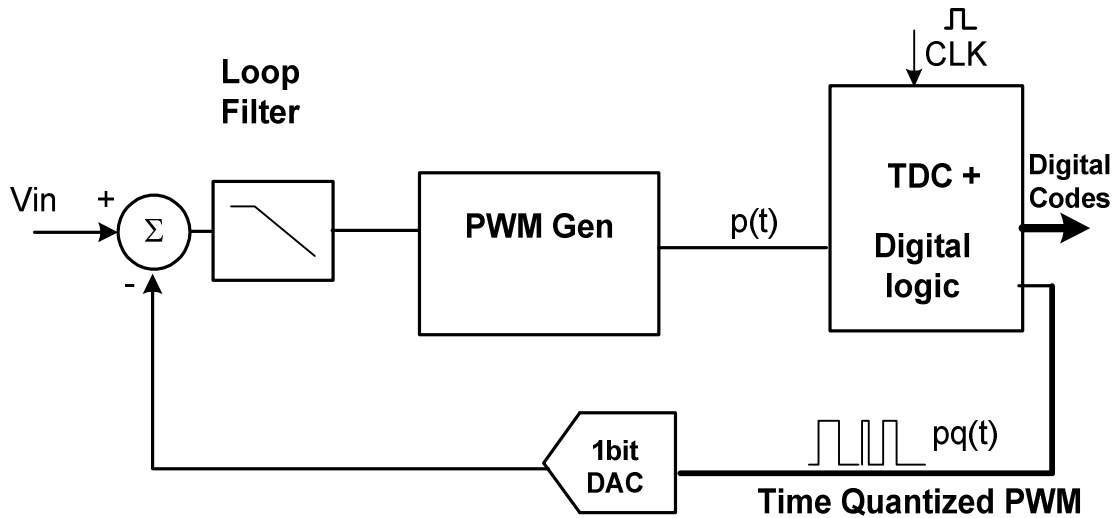 CLK
Loop
Filter
Vin
+
Σ
-
PWM Gen
p(t)
TDC +
Digital
logic
Digital
Codes
1bit
DAC
pq(t)
Time Quantized PWM